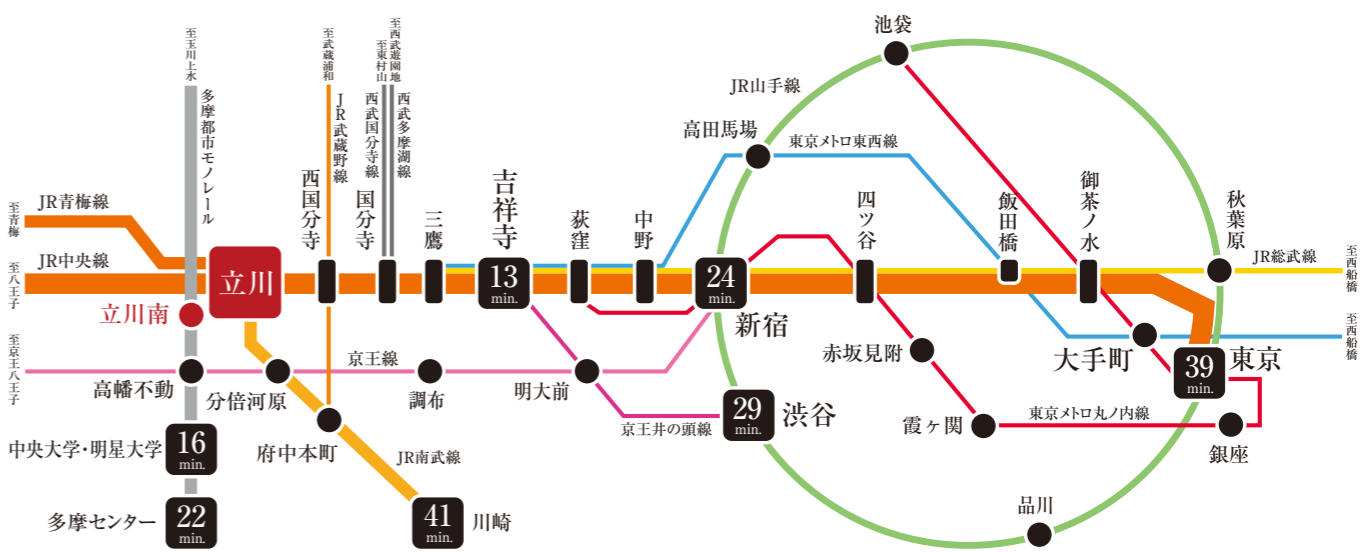 池袋
JR山手線
高田馬場
東京メトロ東西線
至玉川上水
多摩都市モノレール
至武蔵浦和
JR武蔵野線
至東村山
西武国分寺線
至西武遊園地
西武多摩湖線
至青梅
JR青梅線
至八王子
JR中央線
立川
立川南
西国分寺
国分寺
三鷹
吉祥寺
13
min.
荻窪
中野
24
min.
新宿
四ツ谷
飯田橋
御茶ノ水
秋葉原
JR総武線
至西船橋
至西船橋
至京王八王子
京王線
高幡不動
分倍河原
調布
明大前
赤坂見附
大手町
39
min.
東京
29
min.
渋谷
京王井の頭線
霞ヶ関
東京メトロ丸ノ内線
銀座
中央大学・明星大学
16
min.
府中本町
JR南武線
多摩センター
22
min.
41
min.
川崎
品川